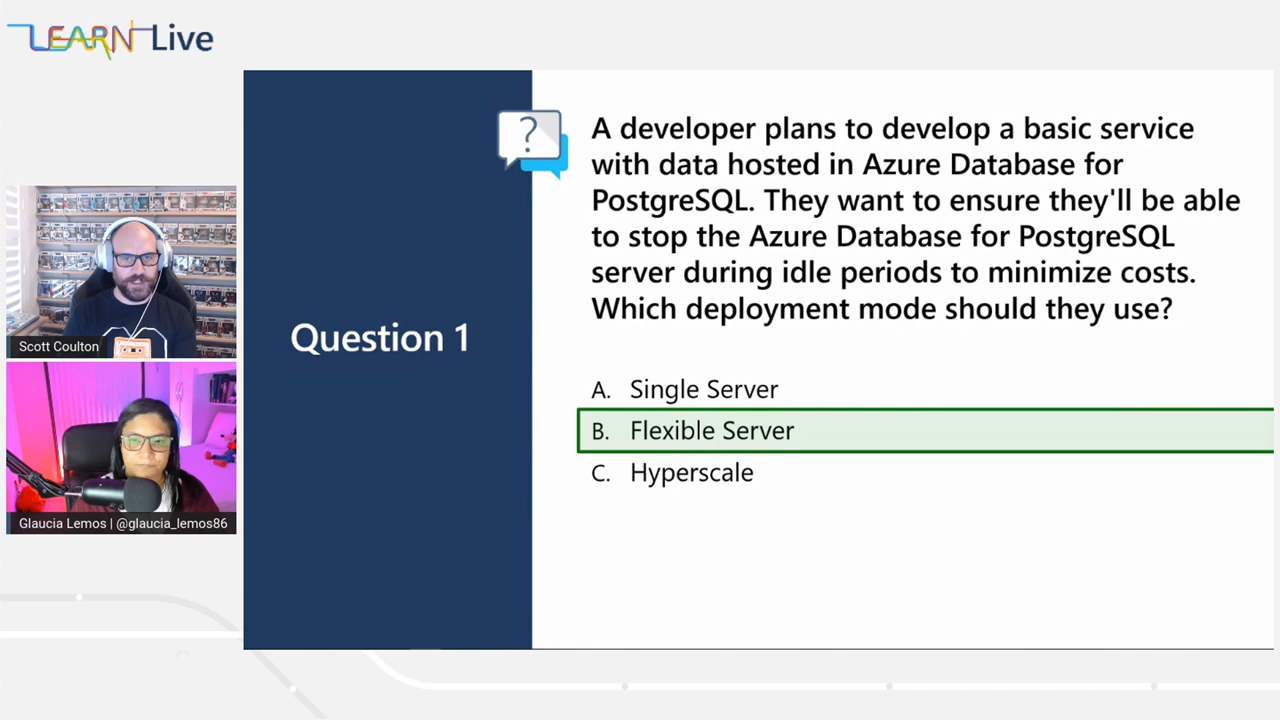 LEARN Live
Scott Coulton
Glaucia Lemos | @glaucia_lemos86
Question 1
?
A developer plans to develop a basic service
with data hosted in Azure Database for
PostgreSQL. They want to ensure they'll be able
to stop the Azure Database for PostgreSQL
server during idle periods to minimize costs.
Which deployment mode should they use?
A. Single Server
B. Flexible Server
C. Hyperscale